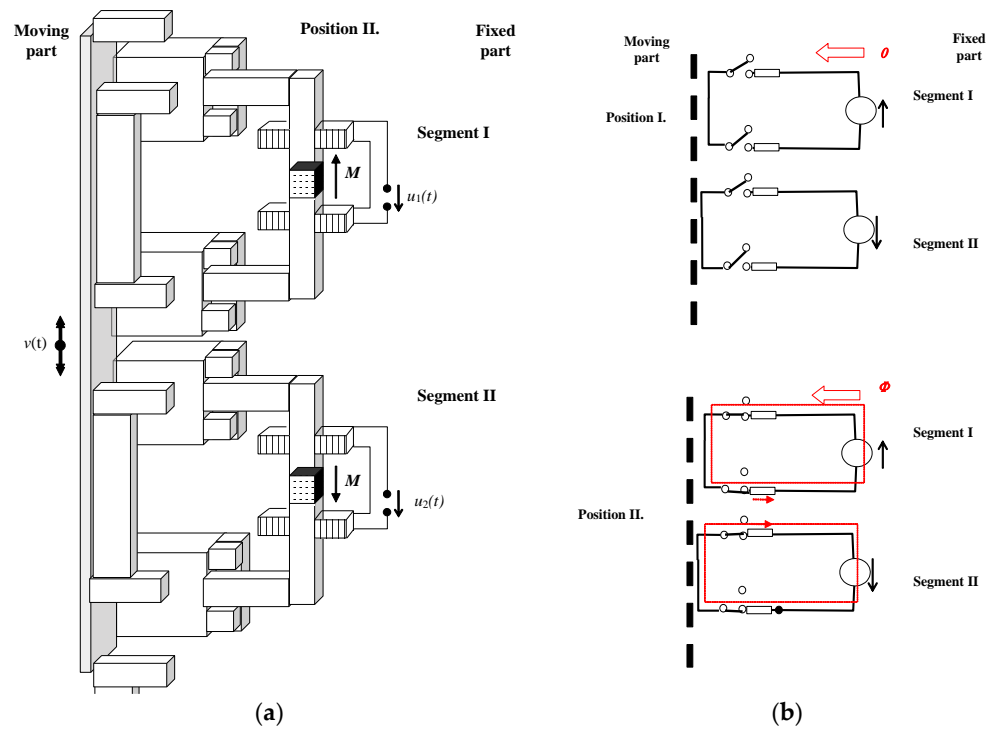 Moving
part
Position II.
Fixed
part
Segment I
M
u1(t)
v(t)
Segment II
M
u2(t)
(a)
Moving
part
0
Fixed
part
Segment I
Position I.
Segment II
Φ
Segment I
Position II.
Segment II
(b)